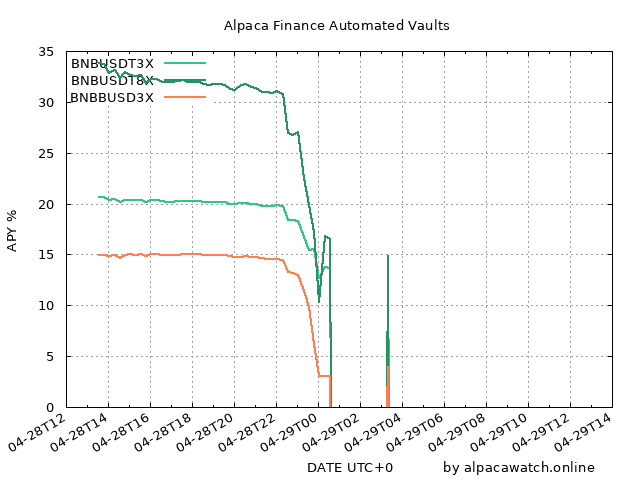 Alpaca Finance Automated Vaults
35
30
25
20
15
10
5
0
APY %
BNBUSDT3X
BNBUSDT8X
BNBBUSD3X
04-28T12
04-28T14
04-28T16
04-28T18
04-28T20
04-28T22
04-29T00
04-29T02
04-29T04
04-29T06
04-29T08
04-29T10
04-29T12
04-29T14
DATE UTC+0
by alpacawatch.online